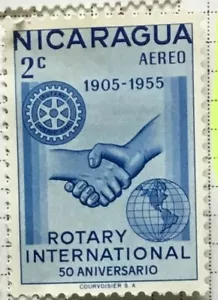 NICARAGUA
2C AEREO
1905-1955
ROTARY
INTERNATIONAL
50 ANIVERSARIO
COURVOISIER S. A.